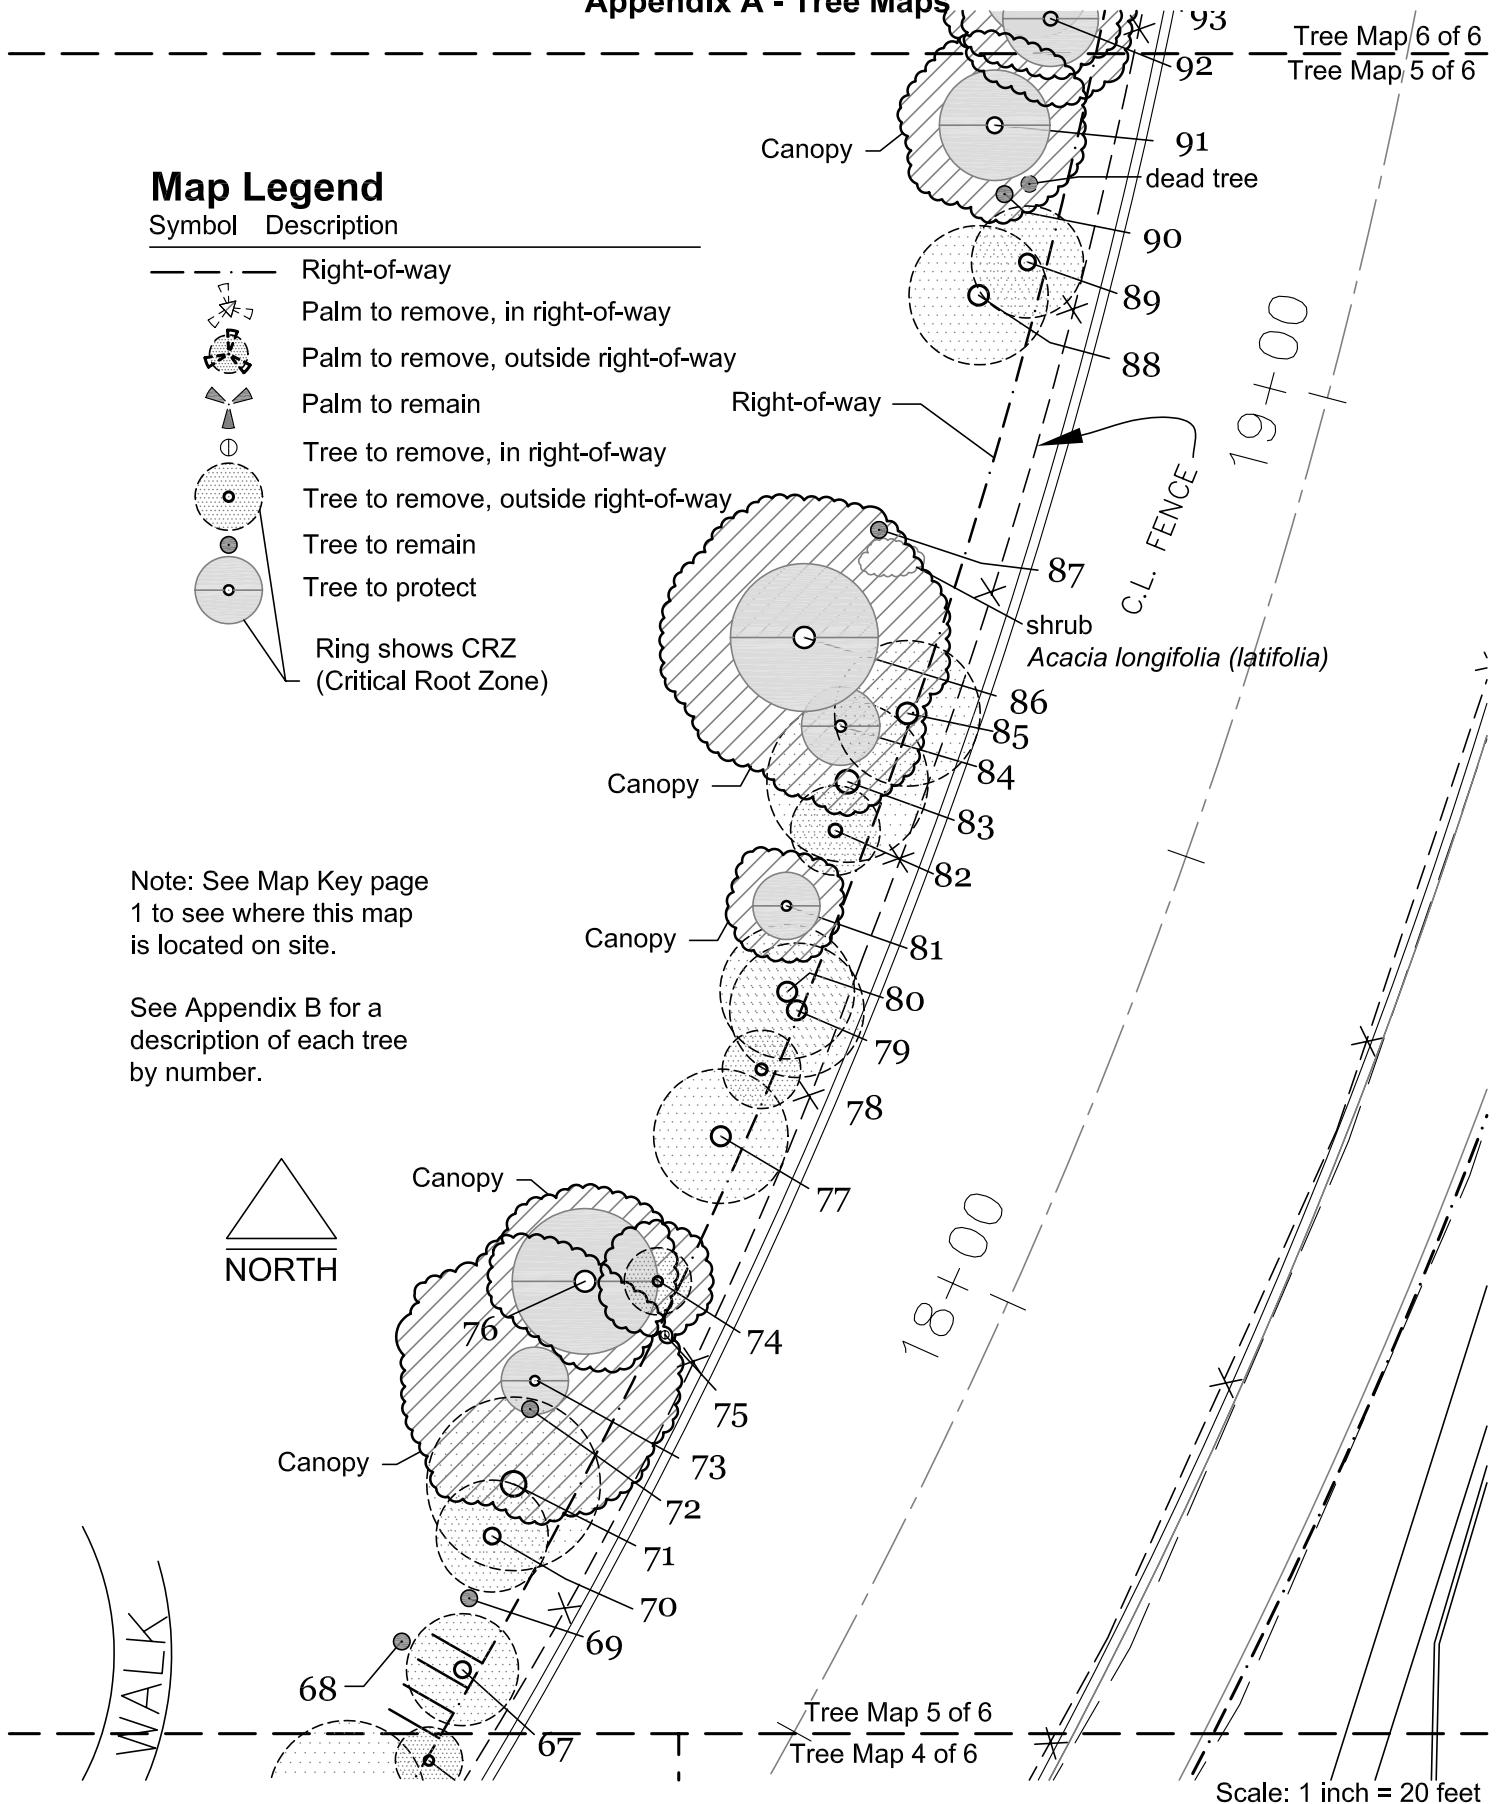 Appendix A - Tree Maps
93
Tree Map 6 of 6
92
Tree Map 5 of 6
91
Canopy
dead tree
Map Legend
Symbol Description
90
Right-of-way
89
Palm to remove, in right-of-way
88
Palm to remove, outside right-of-way
19+00
Palm to remain
Right-of-way
Tree to remove, in right-of-way
C.L. FENCE
Tree to remove, outside right-of-way
Tree to remain
87
Tree to protect
shrub
Acacia longifolia (latifolia)
Ring shows CRZ
(Critical Root Zone)
86
85
84
Canopy
83
82
Note: See Map Key page
1 to see where this map
is located on site.
Canopy
81
80
See Appendix B for a
description of each tree
by number.
79
78
77
Canopy
18+00
NORTH
76
74
75
Canopy
73
72
71
70
69
68
WALK
67
Tree Map 5 of 6
Tree Map 4 of 6
Scale: 1 inch = 20 feet